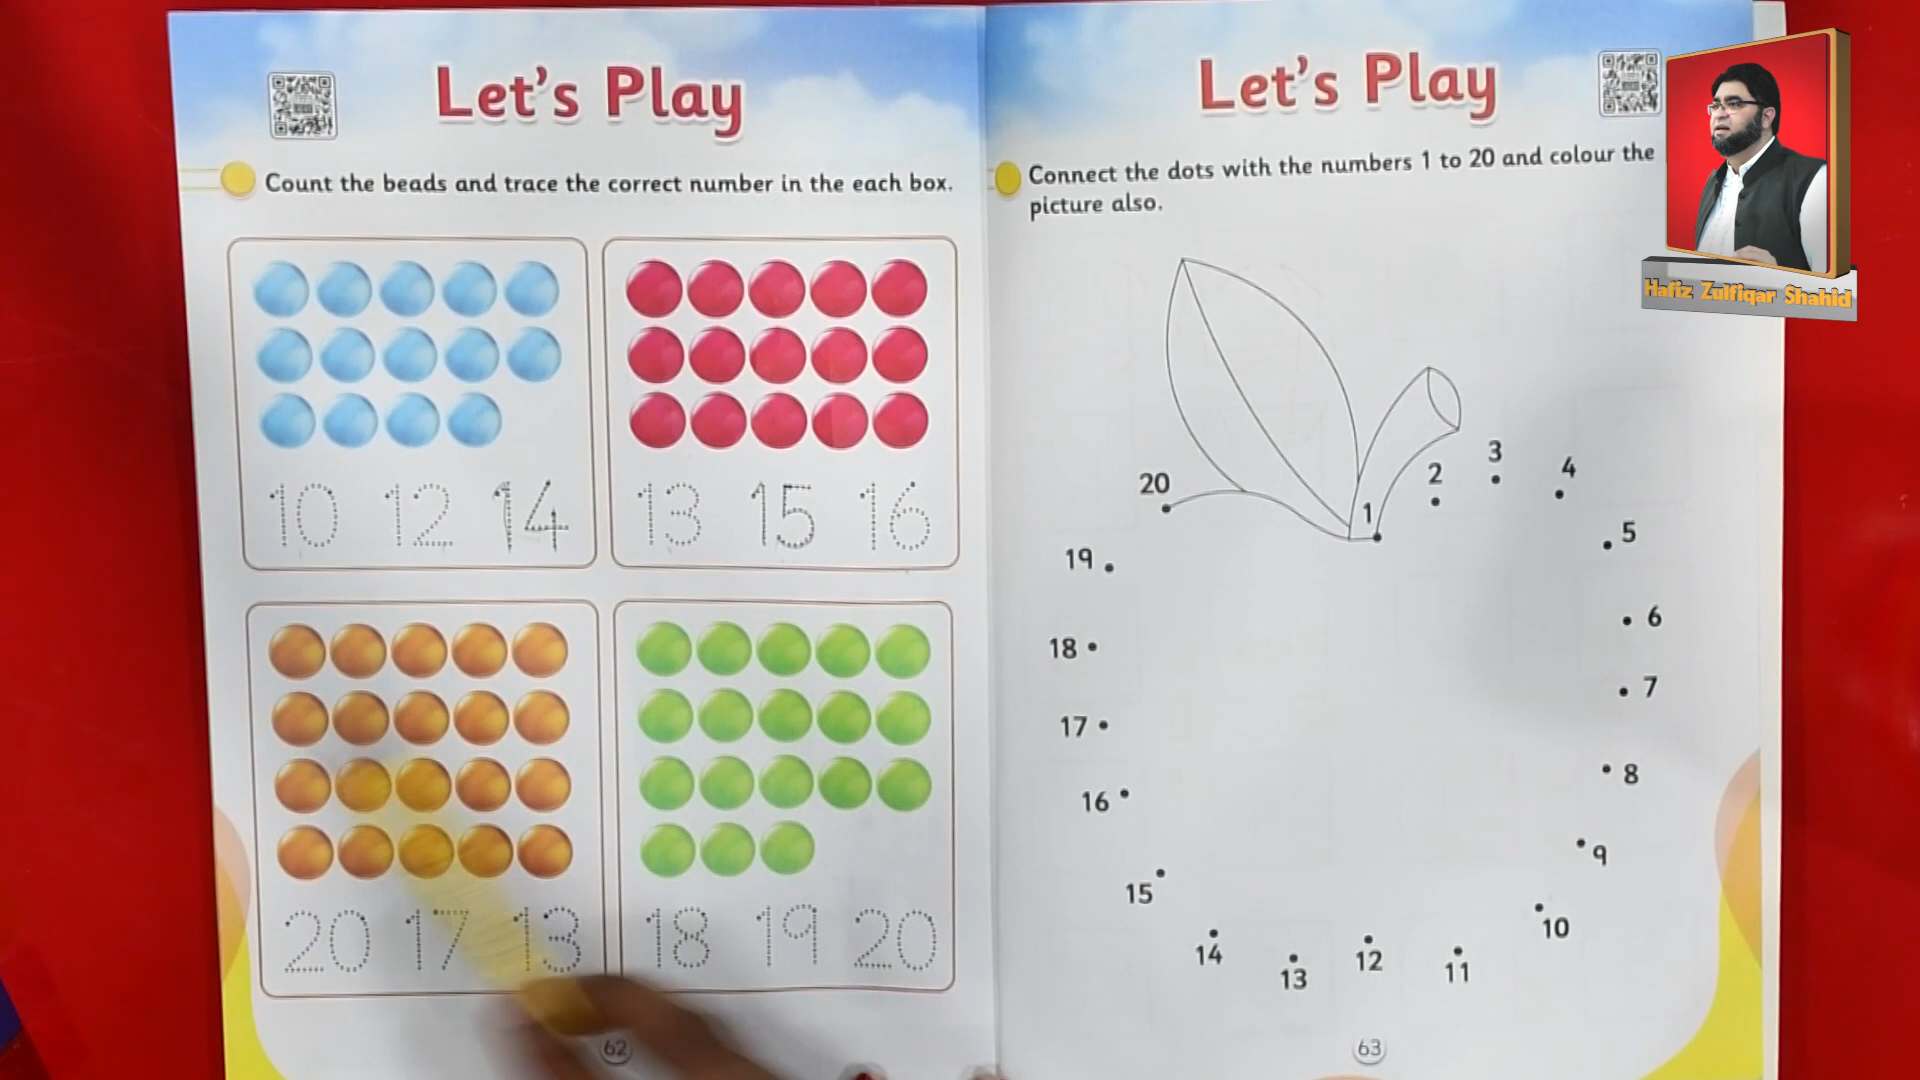 Let's Play
Count the beads and trace the correct number in the each box.
10 12 14
13 15 16
20 17 13
18 19 20
62
Let's Play
Connect the dots with the numbers 1 to 20 and colour the
picture also.
1
2
3
4
5
6
7
8
9
10
11
12
13
14
15
16
17
18
19
20
63
Hafiz Zulfiqar Shahid